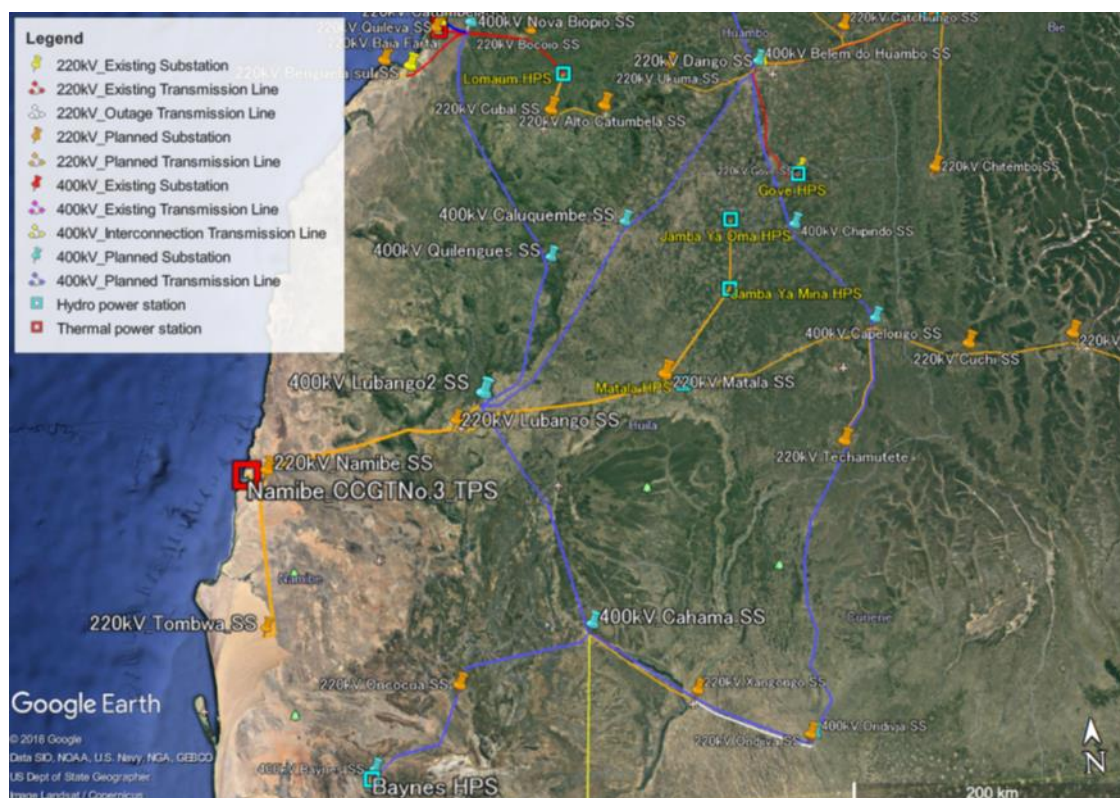 Legend
220kV_Existing Substation
220kV_Existing Transmission Line
220kV_Outage Transmission Line
220kV_Planned Substation
220kV_Planned Transmission Line
400kV_Existing Substation
400kV_Existing Transmission Line
400kV_Interconnection Transmission Line
400kV_Planned Substation
400kV_Planned Transmission Line
Hydro power station
Thermal power station
220kV Quileva SS
400kV Nova Biopio SS
220kV Baia Farta
220kV Bocoio SS
220kV Benguela sul SS
Lomaum HPS
220kV Cubal SS
220kV Alto Catumbela SS
Huambo
220kV Catchiungo SS
Bie
220kV Dango SS
400kV Belem do Huambo SS
220kV Ukuma SS
220kV Gove SS
Gove HPS
220kV Chitembo SS
400kV Caluquembe SS
Jamba Ya Oma HPS
400kV Chipindo SS
400kV Quilengues SS
Jamba Ya Mina HPS
400kV Capelongo SS
220kV Cuchi SS
220kV
400kV Lubango2 SS
Matala HPS
220kV Matala SS
220kV Lubango SS
Huila
220kV Techamutete
220kV Namibe SS
Namibe_CCGTNo.3_TPS
Namibe
220kV_Tombwa_SS
400kV Cahama SS
Cunene
220kV Oncocua SS
220kV Xangongo SS
400kV Ondjiva SS
220kV Ondjiva SS
400kV_Baynes_SS
Baynes HPS
Google Earth
© 2018 Google
Data SIO, NOAA, U.S. Navy, NGA, GEBCO
US Dept of State Geographer
Image Landsat / Copernicus
N
200 km